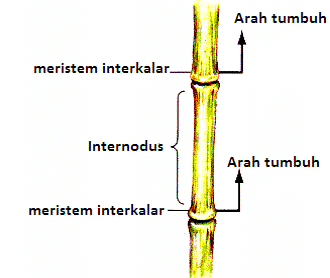 Arah tumbuh
meristem interkalar
Internodus
Arah tumbuh
meristem interkalar